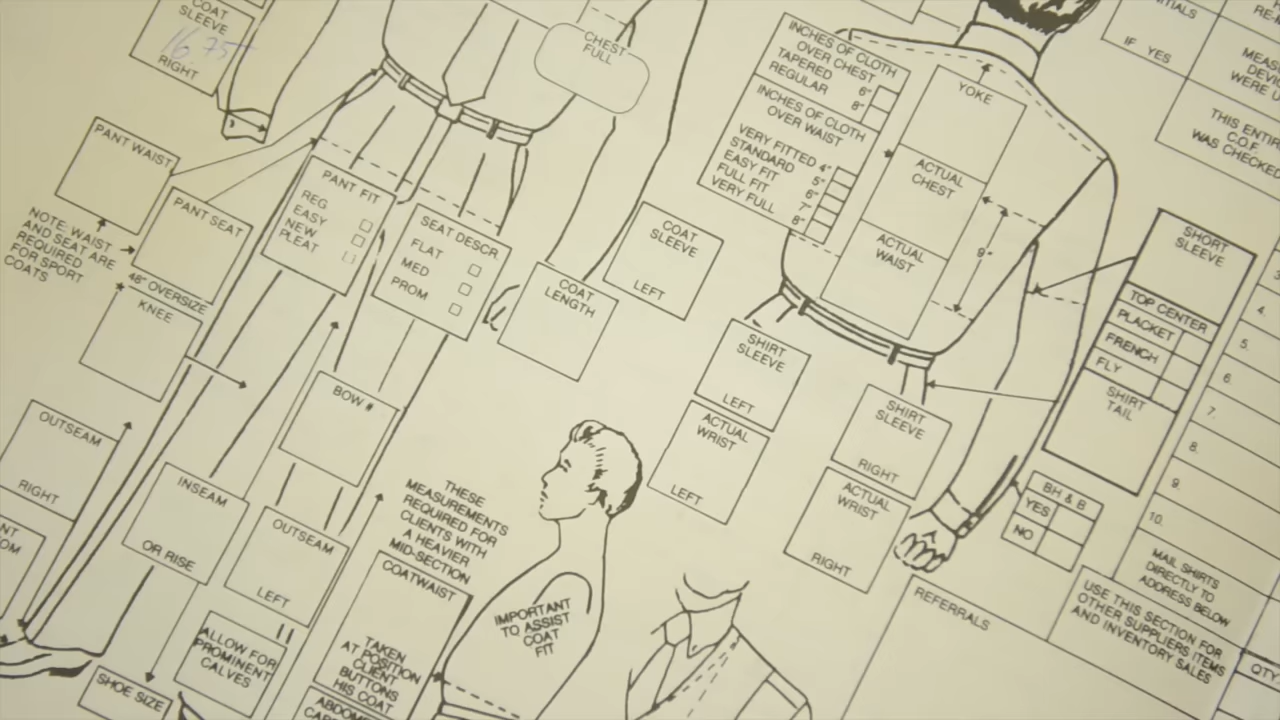 COAT
SLEEVE
16.75
RIGHT
CHEST
FULL
PANT WAIST
PANT SEAT
NOTE: WAIST
AND SEAT ARE
REQUIRED
FOR SPORT
COATS
48" OVERSIZE
KNEE
PANT FIT
REG
EASY
NEW
PLEAT
SEAT DESCR.
FLAT
MED
PROM
COAT
SLEEVE
LEFT
COAT
LENGTH
BOW #
OUTSEAM
RIGHT
INSEAM
OR RISE
OUTSEAM
LEFT
ALLOW FOR
PROMINENT
CALVES
SHOE SIZE
THESE
MEASUREMENTS
REQUIRED FOR
CLIENTS WITH
A HEAVIER
MID-SECTION
COATWAIST
TAKEN
AT POSITION
CLIENT
BUTTONS
HIS COAT
IMPORTANT
TO ASSIST
COAT
FIT
INCHES OF CLOTH
OVER CHEST
TAPERED 6"
REGULAR 8"
INCHES OF CLOTH
OVER WAIST
VERY FITTED 4"
STANDARD 5"
EASY FIT 6"
FULL FIT 7"
VERY FULL 8"
YOKE
ACTUAL
CHEST
ACTUAL
WAIST
9"
SHIRT
SLEEVE
LEFT
ACTUAL
WRIST
LEFT
SHIRT
SLEEVE
RIGHT
ACTUAL
WRIST
RIGHT
SHORT
SLEEVE
TOP CENTER
PLACKET
FRENCH
FLY
SHIRT
TAIL
BH & B
YES
NO
IF YES
THIS ENTIRE
C.O.F.
WAS CHECKED
4.
5.
6.
7.
8.
9.
10.
MAIL SHIRTS
DIRECTLY TO
ADDRESS BELOW
USE THIS SECTION FOR
OTHER SUPPLIERS ITEMS
AND INVENTORY SALES
REFERRALS
QTY